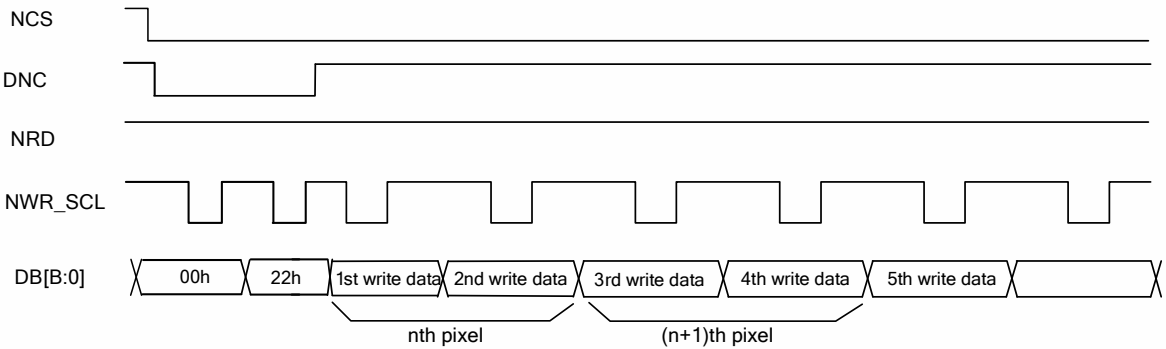 NCS
DNC
NRD
NWR_SCL
DB[B:0] 00h 22h 1st write data 2nd write data 3rd write data 4th write data 5th write data
nth pixel (n+1)th pixel